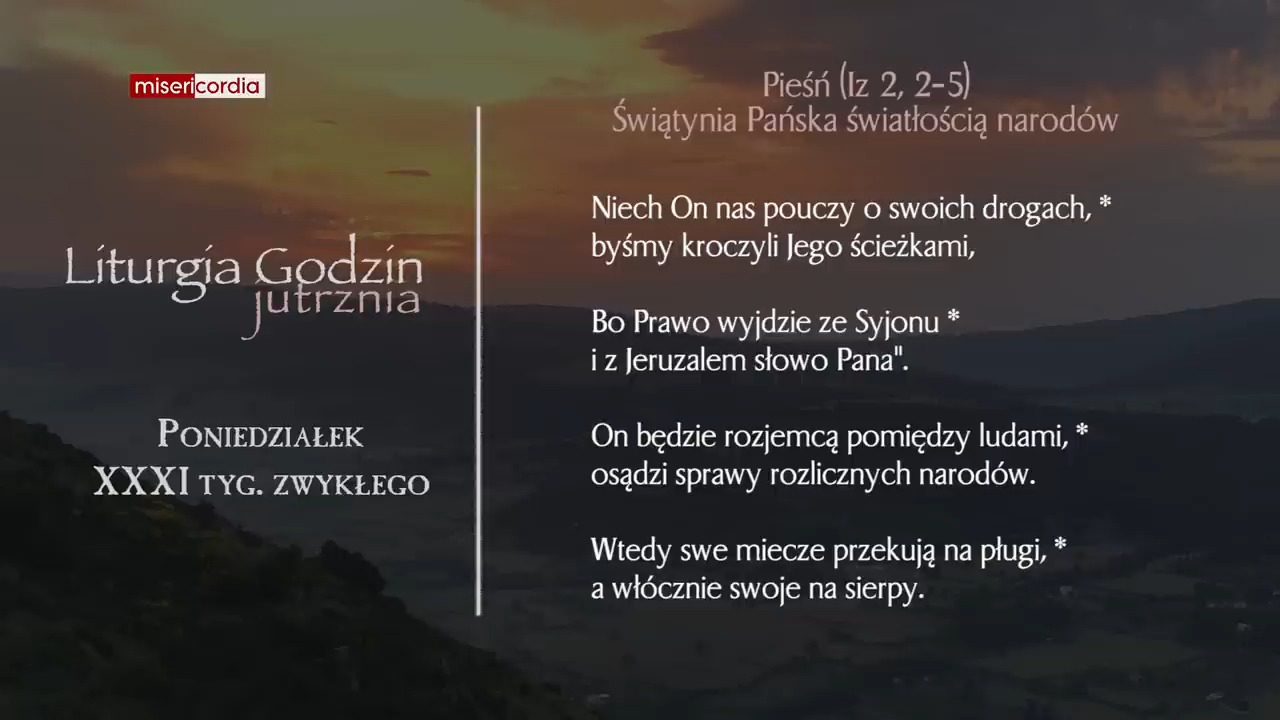 misericordia
Liturgia Godzin
jutrznia
Poniedziałek
XXXI tyg. zwykłego
Pieśń (Iz 2, 2-5)
Świątynia Pańska światłością narodów
Niech On nas pouczy o swoich drogach, *
byśmy kroczyli Jego ścieżkami,
Bo Prawo wyjdzie ze Syjonu *
i z Jeruzalem słowo Pana".
On będzie rozjemcą pomiędzy ludami, *
osądzi sprawy rozlicznych narodów.
Wtedy swe miecze przekują na pługi, *
a włócznie swoje na sierpy.